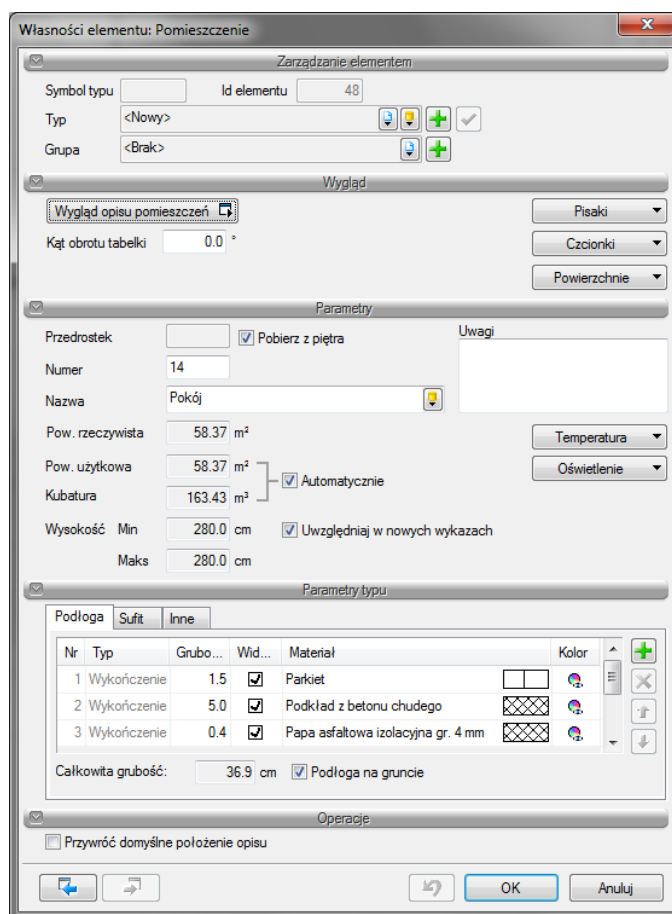 Własności elementu: Pomieszczenie
Zarządzanie elementem
Symbol typu Id elementu 48
Typ <Nowy>
Grupa <Brak>
Wygląd
Wygląd opisu pomieszczeń Pisaki
Kąt obrotu tabelki 0.0 ° Czcionki
Powierzchnie
Parametry
Przedrostek Pobierz z piętra Uwagi
Numer 14
Nazwa Pokój
Pow. rzeczywista 58.37 m² Temperatura
Pow. użytkowa 58.37 m² Oświetlenie
Automatycznie
Kubatura 163.43 m³
Wysokość Min 280.0 cm Uwzględniaj w nowych wykazach
Maks 280.0 cm
Parametry typu
Podłoga Sufit Inne
Nr Typ Grubo... Wid... Materiał Kolor
1 Wykończenie 1.5 Parkiet
2 Wykończenie 5.0 Podkład z betonu chudego
3 Wykończenie 0.4 Papa asfaltowa izolacyjna gr. 4 mm
Całkowita grubość: 36.9 cm Podłoga na gruncie
Operacje
Przywróć domyślne położenie opisu
OK Anuluj